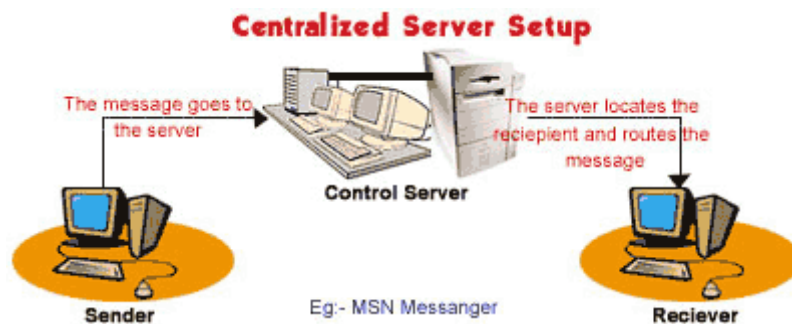 Centralized Server Setup
The message goes to
the server
The server locates the
reciepient and routes the
message
Control Server
Sender
Eg:- MSN Messanger
Reciever